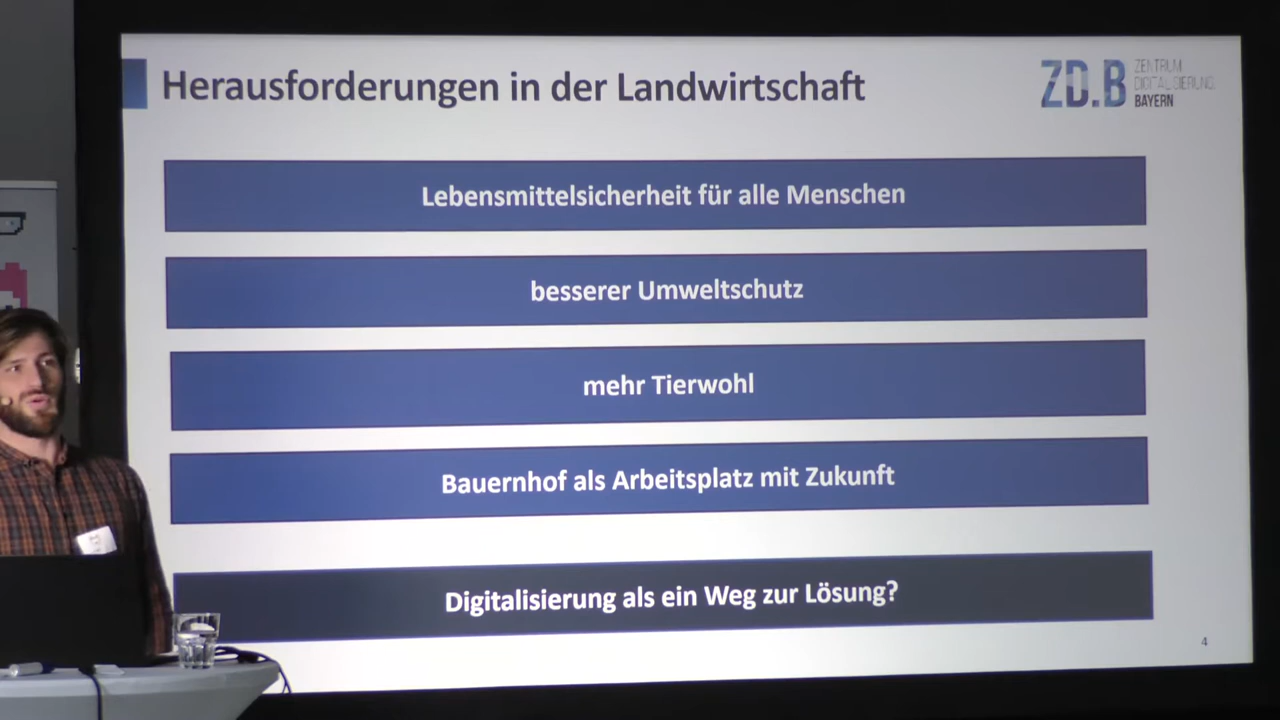 Herausforderungen in der Landwirtschaft
ZD.B
ZENTRUM
DIGITALISIERUNG
BAYERN
Lebensmittelsicherheit für alle Menschen
besserer Umweltschutz
mehr Tierwohl
Bauernhof als Arbeitsplatz mit Zukunft
Digitalisierung als ein Weg zur Lösung?
4